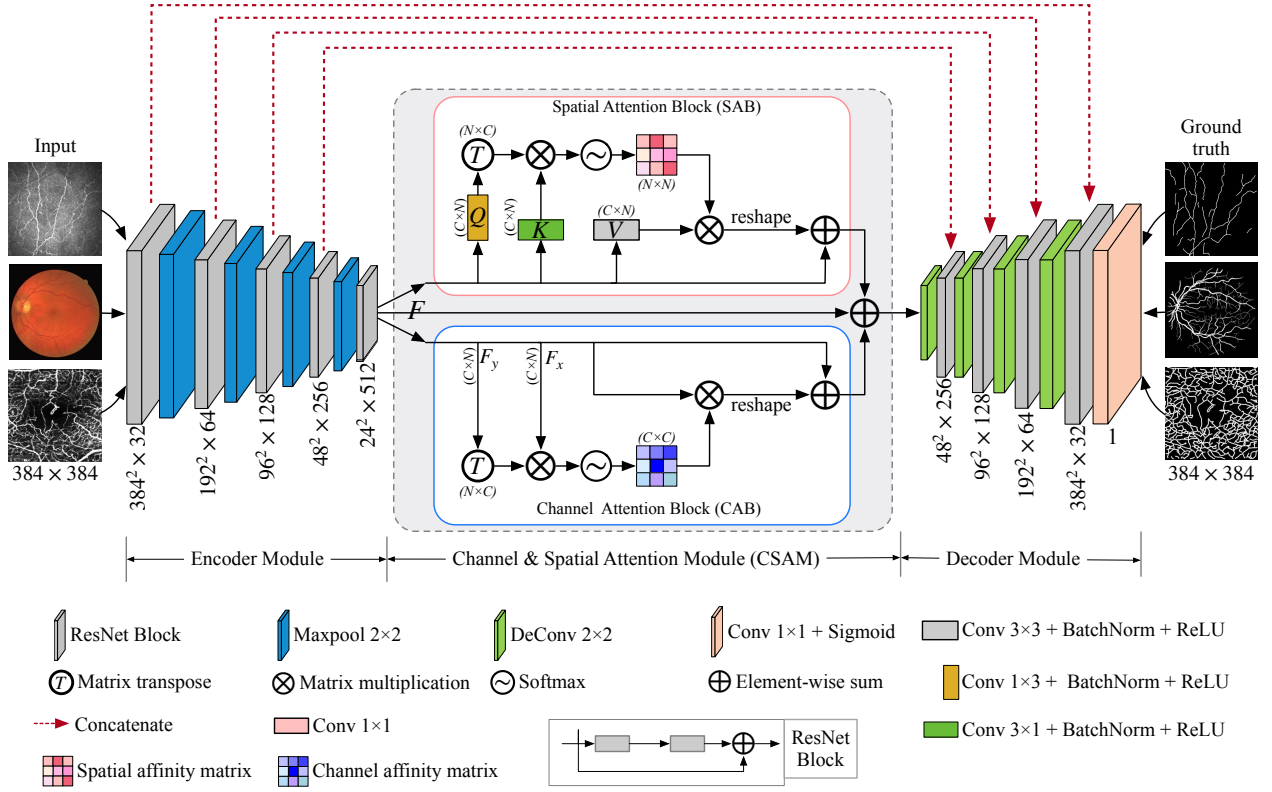 Spatial Attention Block (SAB)
Input
Ground
truth
(N×C)
T
(N×N)
(C×N)
Q
(C×N)
K
(C×N)
V
reshape
F
(C×N)
F_y
(C×N)
F_x
reshape
T
(N×C)
(C×C)
Channel Attention Block (CAB)
384 × 384
384² × 32
192² × 64
96² × 128
48² × 256
24² × 512
48² × 256
96² × 128
192² × 64
384² × 32
1
384 × 384
Encoder Module
Channel & Spatial Attention Module (CSAM)
Decoder Module
ResNet Block
Maxpool 2×2
DeConv 2×2
Conv 1×1 + Sigmoid
Conv 3×3 + BatchNorm + ReLU
T Matrix transpose
Matrix multiplication
Softmax
Element-wise sum
Conv 1×3 + BatchNorm + ReLU
Concatenate
Conv 1×1
Conv 3×1 + BatchNorm + ReLU
Spatial affinity matrix
Channel affinity matrix
ResNet
Block